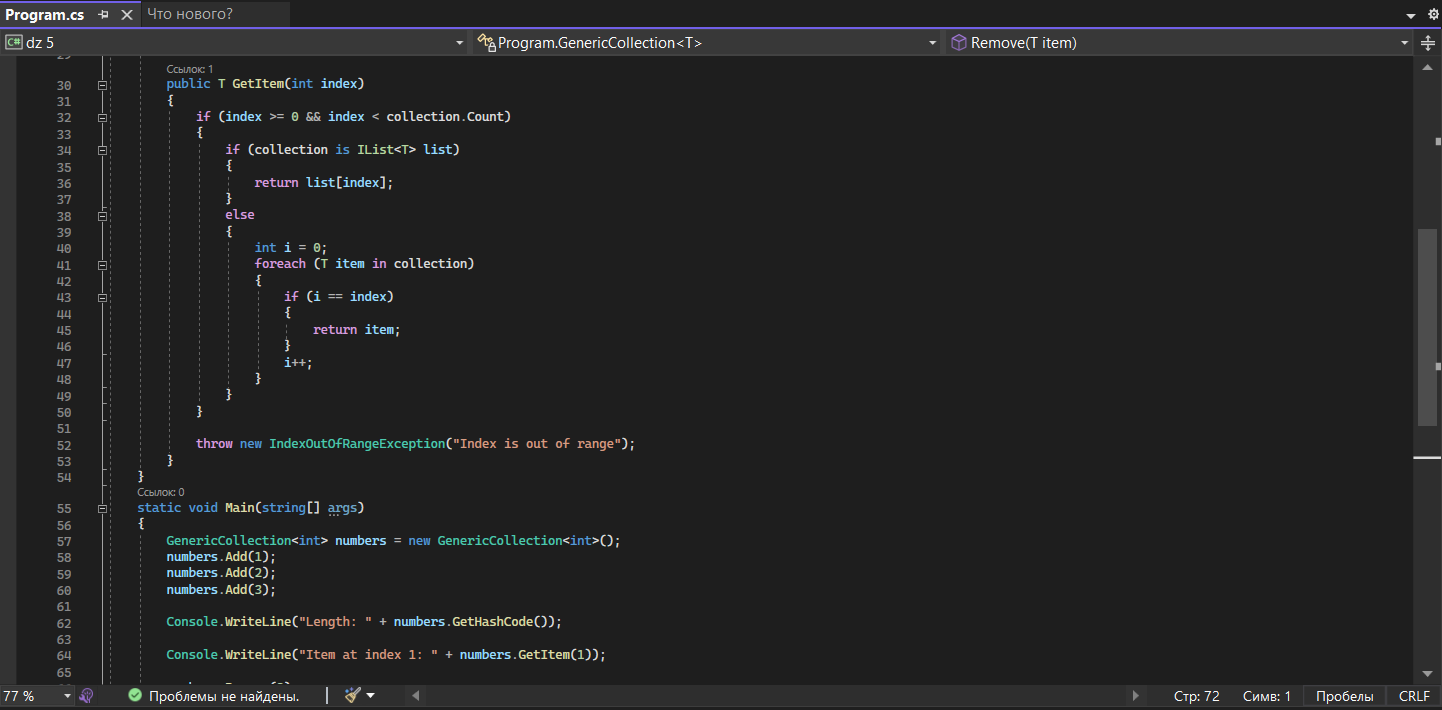 Program.cs Что нового?
C# dz 5 Program.GenericCollection<T> Remove(T item)
Ссылок: 1
30 public T GetItem(int index)
31 {
32 if (index >= 0 && index < collection.Count)
33 {
34 if (collection is IList<T> list)
35 {
36 return list[index];
37 }
38 else
39 {
40 int i = 0;
41 foreach (T item in collection)
42 {
43 if (i == index)
44 {
45 return item;
46 }
47 i++;
48 }
49 }
50 }
51
52 throw new IndexOutOfRangeException("Index is out of range");
53 }
54 }
Ссылок: 0
55 static void Main(string[] args)
56 {
57 GenericCollection<int> numbers = new GenericCollection<int>();
58 numbers.Add(1);
59 numbers.Add(2);
60 numbers.Add(3);
61
62 Console.WriteLine("Length: " + numbers.GetHashCode());
63
64 Console.WriteLine("Item at index 1: " + numbers.GetItem(1));
65
77 % Проблемы не найдены. Стр: 72 Симв: 1 Пробелы CRLF